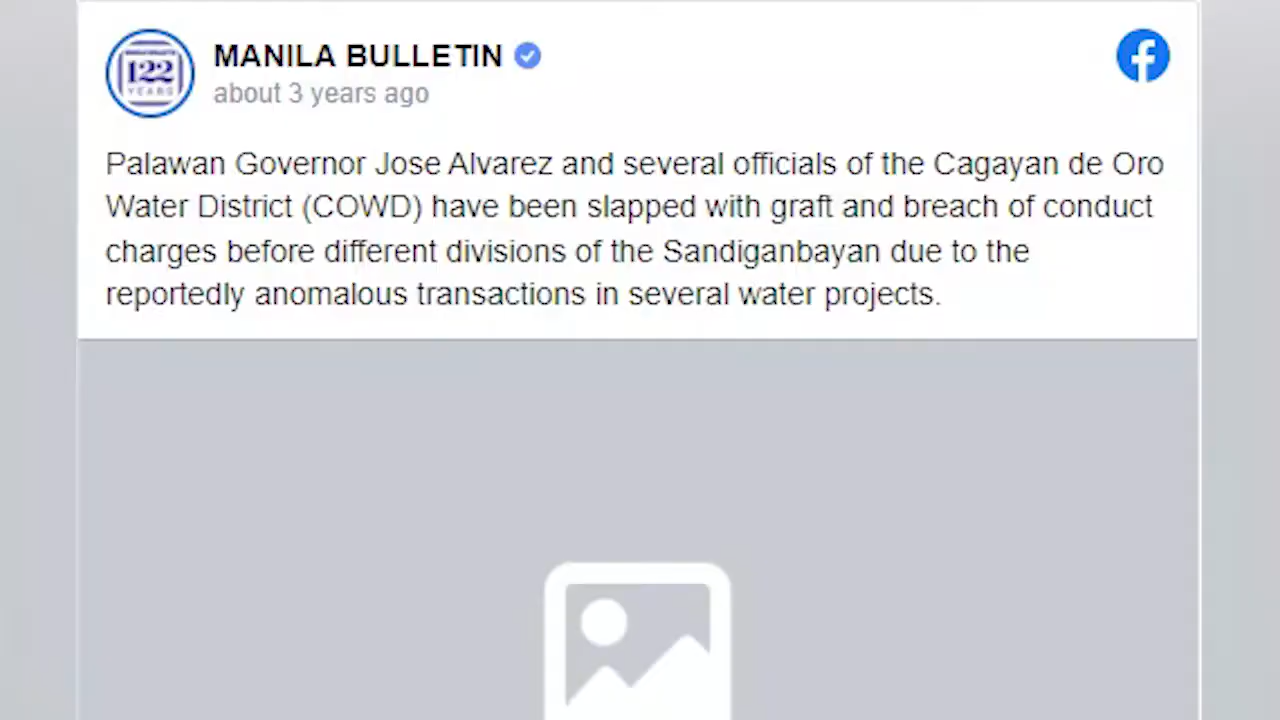 MANILA BULLETIN
122
YEARS
about 3 years ago
Palawan Governor Jose Alvarez and several officials of the Cagayan de Oro
Water District (COWD) have been slapped with graft and breach of conduct
charges before different divisions of the Sandiganbayan due to the
reportedly anomalous transactions in several water projects.